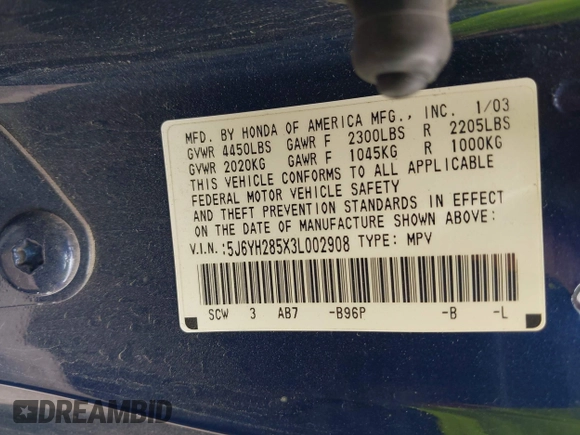 MFD. BY HONDA OF AMERICA MFG., INC. 1/03
GVWR 4450LBS GAWR F 2300LBS R 2205LBS
GVWR 2020KG GAWR F 1045KG R 1000KG
THIS VEHICLE CONFORMS TO ALL APPLICABLE
FEDERAL MOTOR VEHICLE SAFETY
AND THEFT PREVENTION STANDARDS IN EFFECT
ON THE DATE OF MANUFACTURE SHOWN ABOVE:
V.I.N.:5J6YH285X3L002908 TYPE: MPV
SCW 3 AB7 -B96P -B -L
DREAMBID